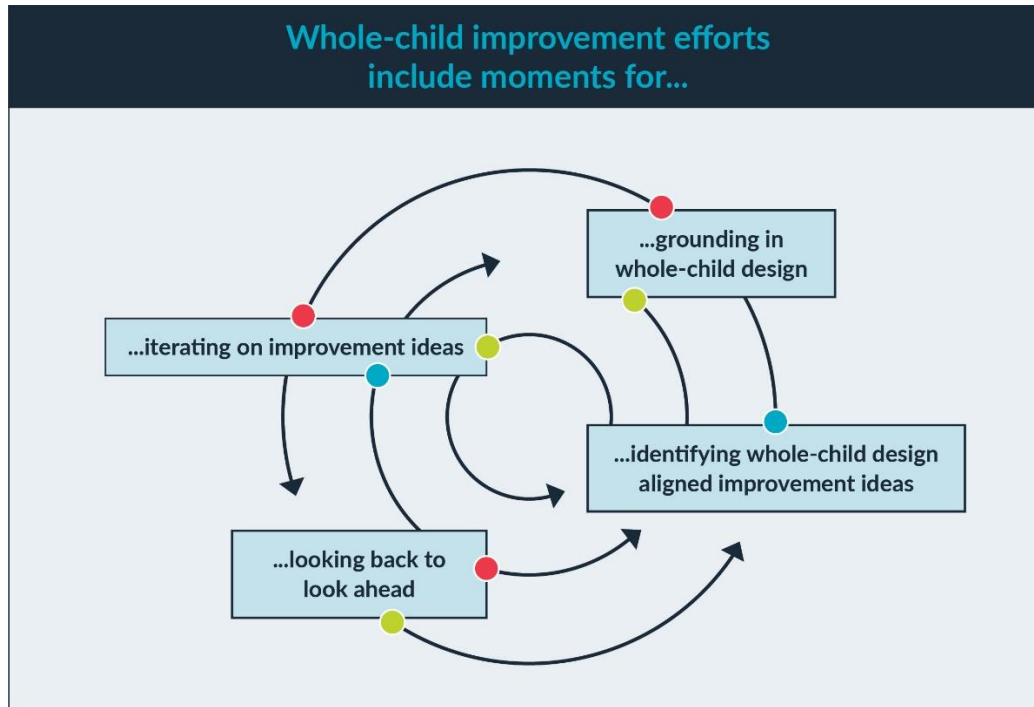 Whole-child improvement efforts
include moments for...
...grounding in
whole-child design
...iterating on improvement ideas
...identifying whole-child design
aligned improvement ideas
...looking back to
look ahead